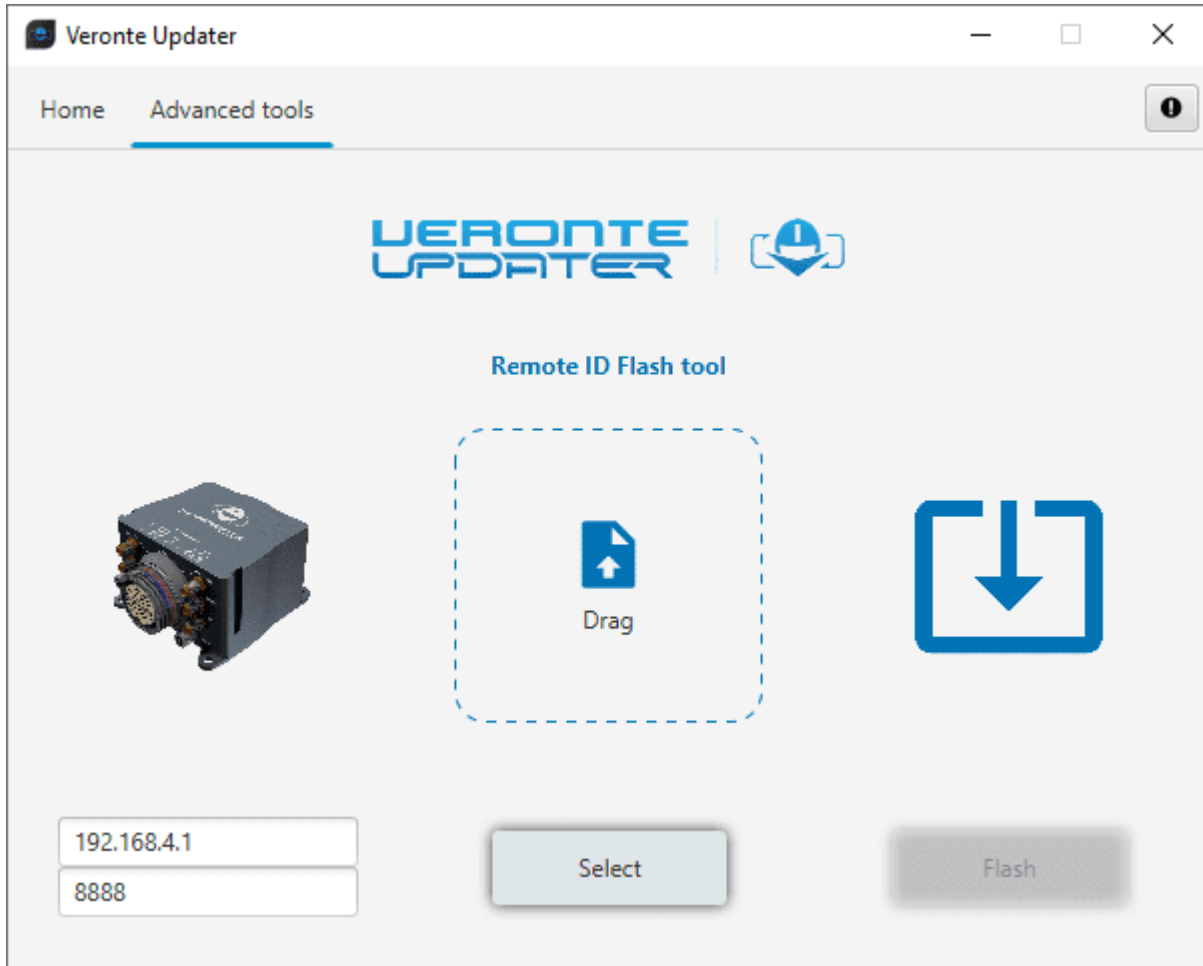 Veronte Updater
Home Advanced tools
VERONTE
UPDATER
Remote ID Flash tool
Drag
192.168.4.1
8888
Select
Flash